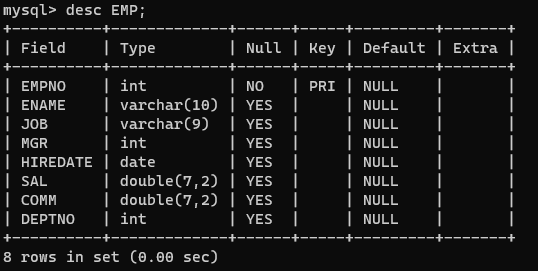 mysql> desc EMP;
+----------+-------------+------+-----+---------+-------+
| Field    | Type        | Null | Key | Default | Extra |
+----------+-------------+------+-----+---------+-------+
| EMPNO    | int         | NO   | PRI | NULL    |       |
| ENAME    | varchar(10) | YES  |     | NULL    |       |
| JOB      | varchar(9)  | YES  |     | NULL    |       |
| MGR      | int         | YES  |     | NULL    |       |
| HIREDATE | date        | YES  |     | NULL    |       |
| SAL      | double(7,2) | YES  |     | NULL    |       |
| COMM     | double(7,2) | YES  |     | NULL    |       |
| DEPTNO   | int         | YES  |     | NULL    |       |
+----------+-------------+------+-----+---------+-------+
8 rows in set (0.00 sec)